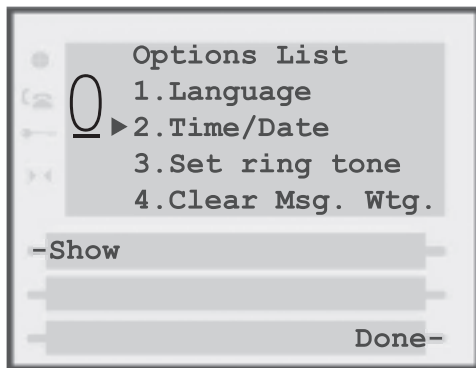 Options List
1.Language
▶2.Time/Date
3.Set ring tone
4.Clear Msg. Wtg.
-Show
Done-